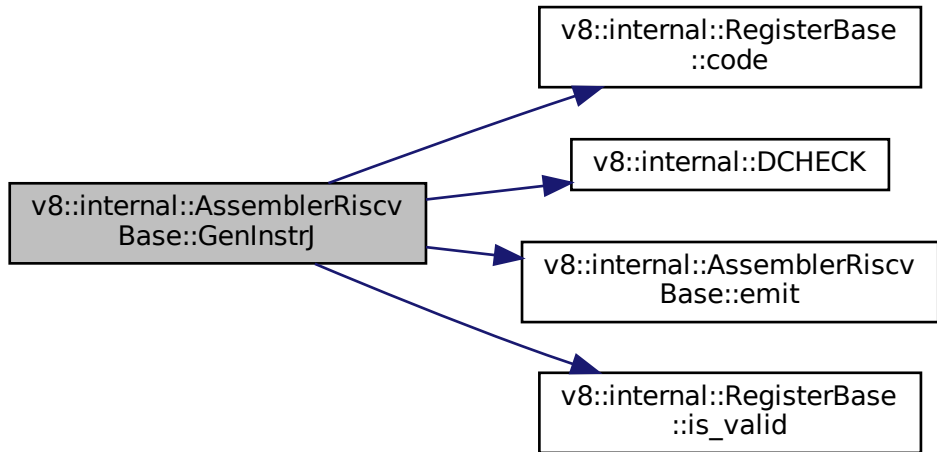 v8::internal::RegisterBase
::code
v8::internal::DCHECK
v8::internal::AssemblerRiscv
Base::GenInstrJ
v8::internal::AssemblerRiscv
Base::emit
v8::internal::RegisterBase
::is_valid